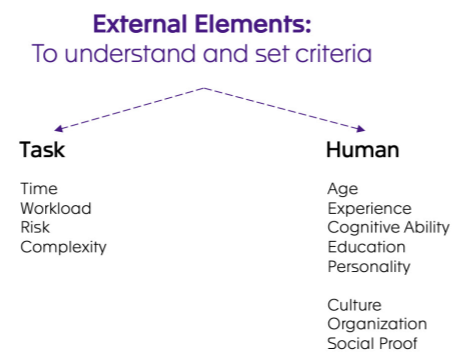 External Elements:
To understand and set criteria
Task
Time
Workload
Risk
Complexity
Human
Age
Experience
Cognitive Ability
Education
Personality
Culture
Organization
Social Proof